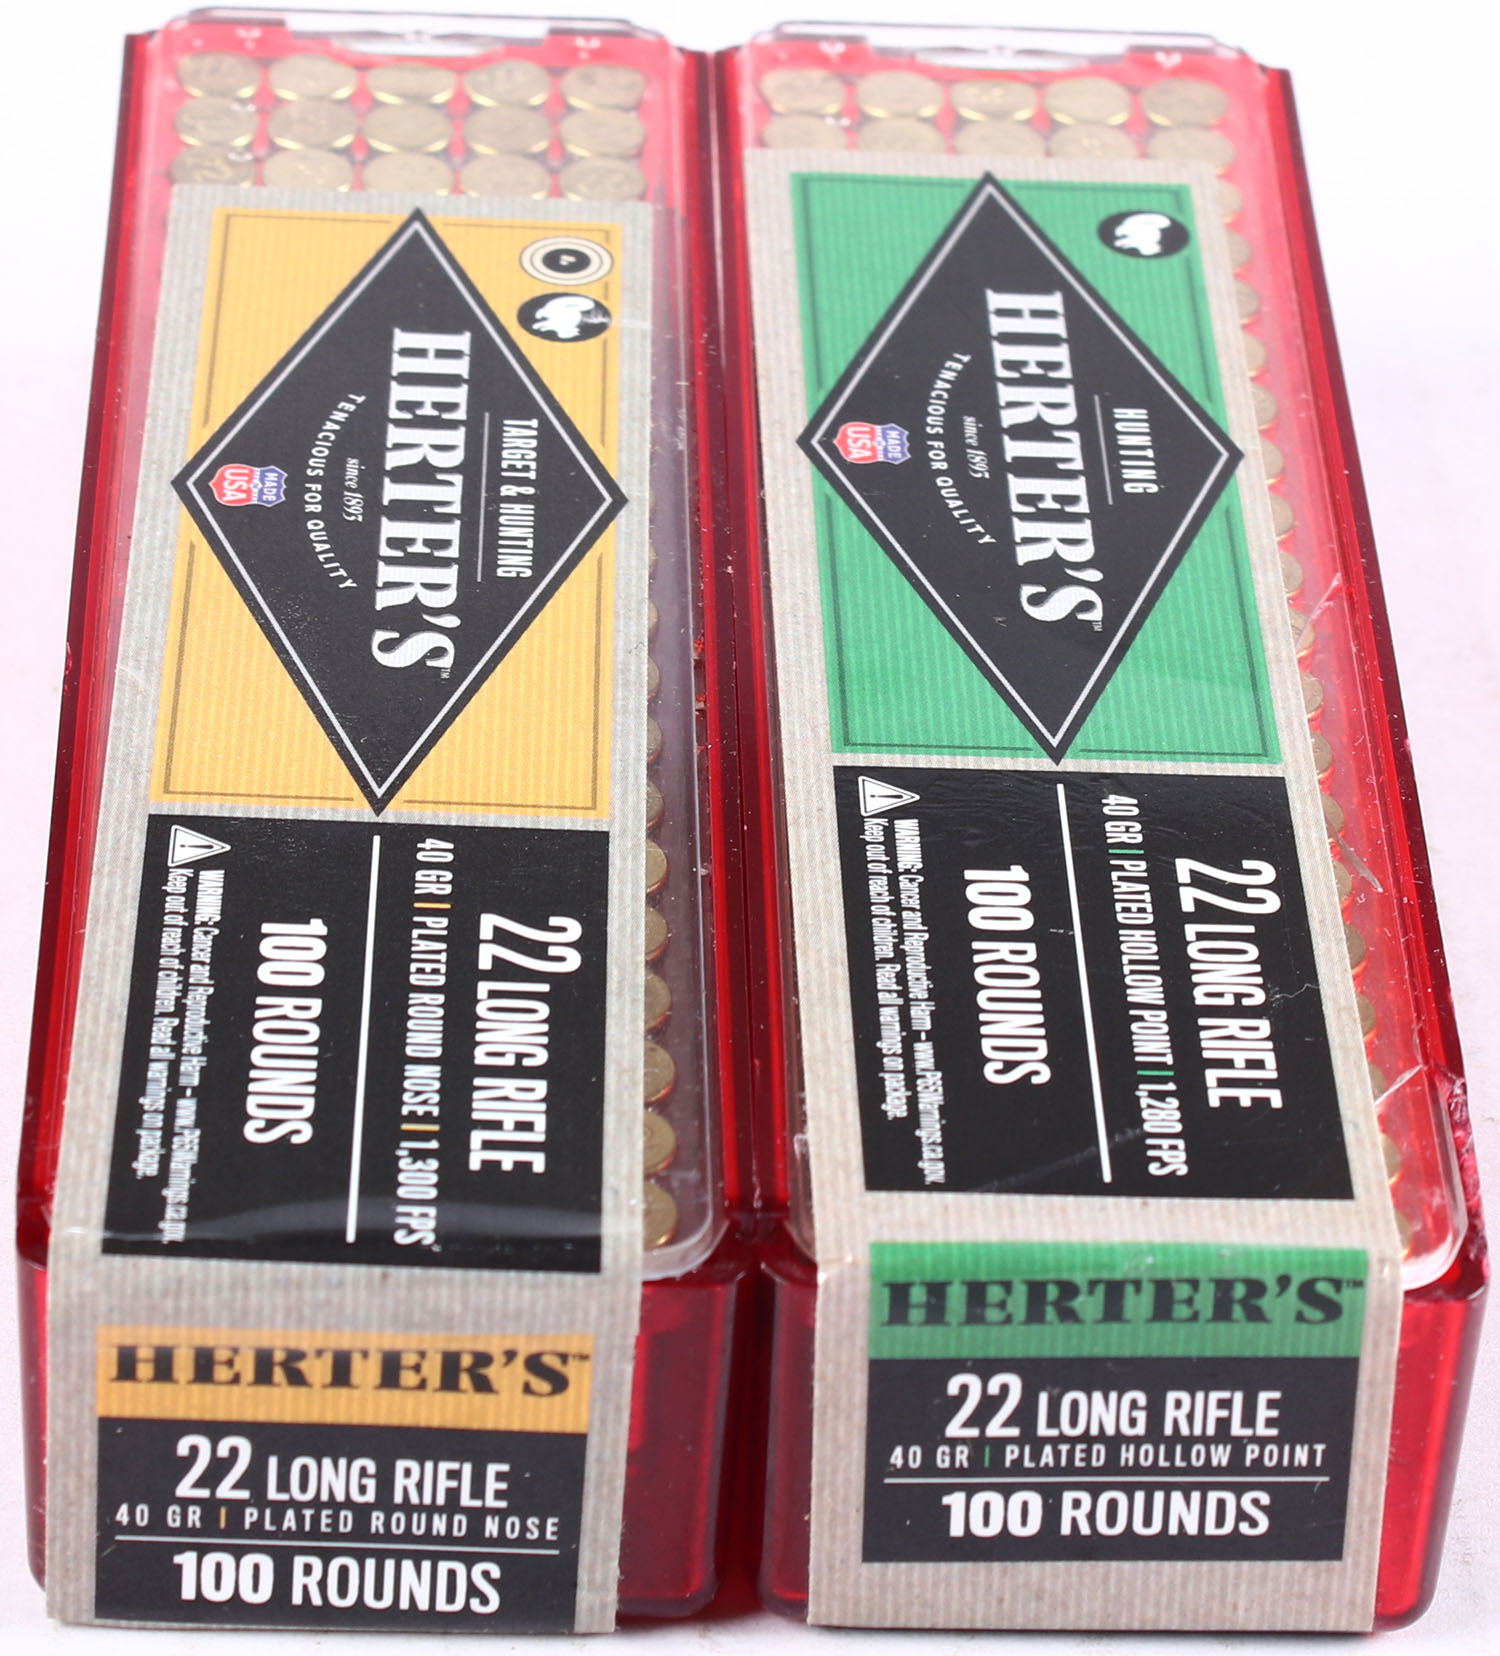 TARGET & HUNTING
HERTER'S™
since 1893
TENACIOUS FOR QUALITY
MADE
USA
22 LONG RIFLE
40 GR | PLATED ROUND NOSE | 1,300 FPS
100 ROUNDS
WARNING: Cancer and Reproductive Harm – www.P65Warnings.ca.gov.
Keep out of reach of children. Read all warnings on package.
HERTER'S™
22 LONG RIFLE
40 GR | PLATED ROUND NOSE
100 ROUNDS
HUNTING
HERTER'S™
since 1893
TENACIOUS FOR QUALITY
MADE
USA
22 LONG RIFLE
40 GR | PLATED HOLLOW POINT | 1,280 FPS
100 ROUNDS
WARNING: Cancer and Reproductive Harm – www.P65Warnings.ca.gov.
Keep out of reach of children. Read all warnings on package.
HERTER'S™
22 LONG RIFLE
40 GR | PLATED HOLLOW POINT
100 ROUNDS